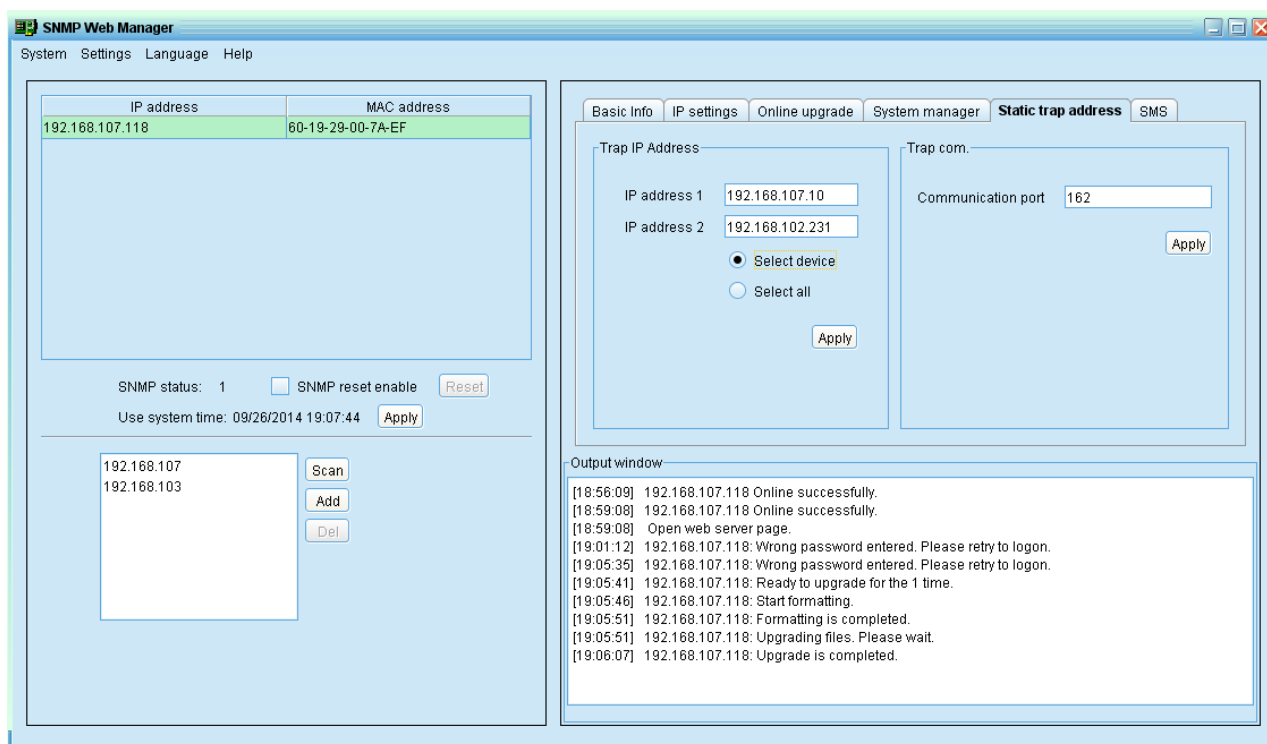 SNMP Web Manager
System Settings Language Help
IP address MAC address
192.168.107.118 60-19-29-00-7A-EF
SNMP status: 1 SNMP reset enable Reset
Use system time: 09/26/2014 19:07:44 Apply
192.168.107
192.168.103
Scan
Add
Del
Basic Info IP settings Online upgrade System manager Static trap address SMS
Trap IP Address
IP address 1 192.168.107.10
IP address 2 192.168.102.231
Select device
Select all
Apply
Trap com.
Communication port 162
Apply
Output window
[18:56:09] 192.168.107.118 Online successfully.
[18:59:08] 192.168.107.118 Online successfully.
[18:59:08] Open web server page.
[19:01:12] 192.168.107.118: Wrong password entered. Please retry to logon.
[19:05:35] 192.168.107.118: Wrong password entered. Please retry to logon.
[19:05:41] 192.168.107.118: Ready to upgrade for the 1 time.
[19:05:46] 192.168.107.118: Start formatting.
[19:05:51] 192.168.107.118: Formatting is completed.
[19:05:51] 192.168.107.118: Upgrading files. Please wait.
[19:06:07] 192.168.107.118: Upgrade is completed.